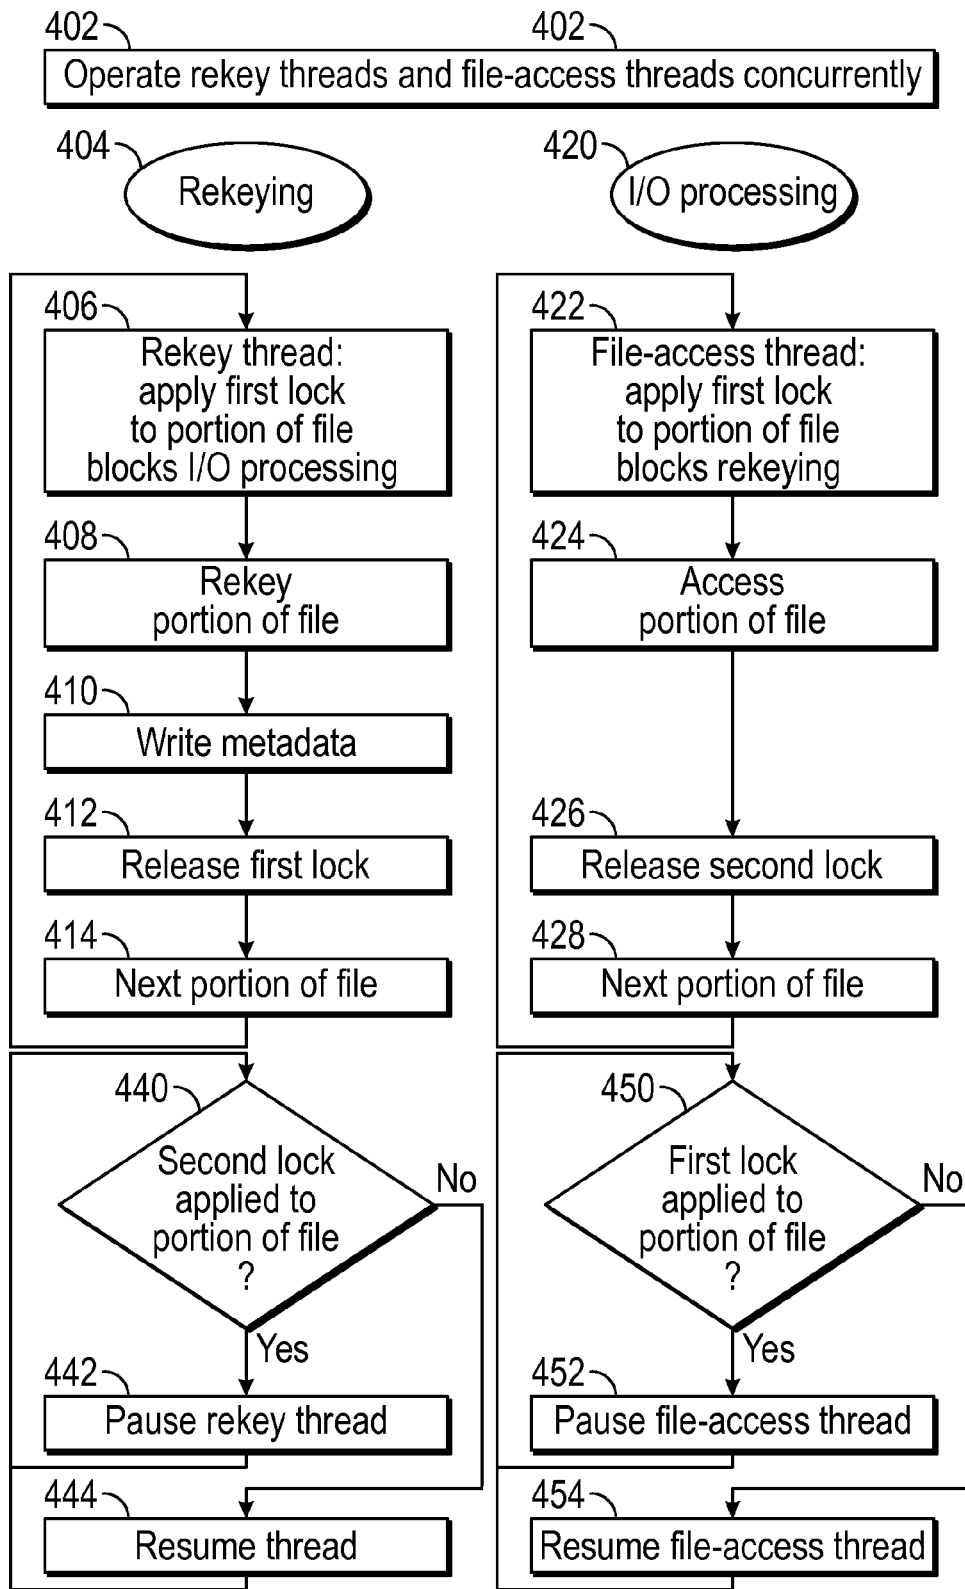 402 402
Operate rekey threads and file-access threads concurrently
404
Rekeying
420
I/O processing
406
Rekey thread:
apply first lock
to portion of file
blocks I/O processing
408
Rekey
portion of file
410
Write metadata
412
Release first lock
414
Next portion of file
422
File-access thread:
apply first lock
to portion of file
blocks rekeying
424
Access
portion of file
426
Release second lock
428
Next portion of file
440
Second lock
applied to
portion of file
?
No
Yes
442
Pause rekey thread
444
Resume thread
450
First lock
applied to
portion of file
?
No
Yes
452
Pause file-access thread
454
Resume file-access thread